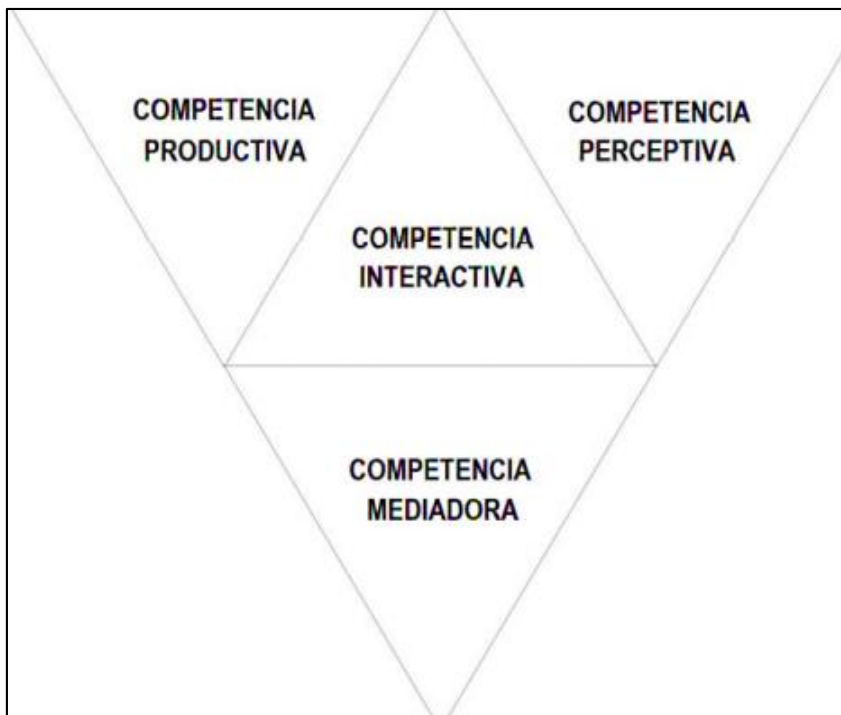 COMPETENCIA
PRODUCTIVA
COMPETENCIA
PERCEPTIVA
COMPETENCIA
INTERACTIVA
COMPETENCIA
MEDIADORA